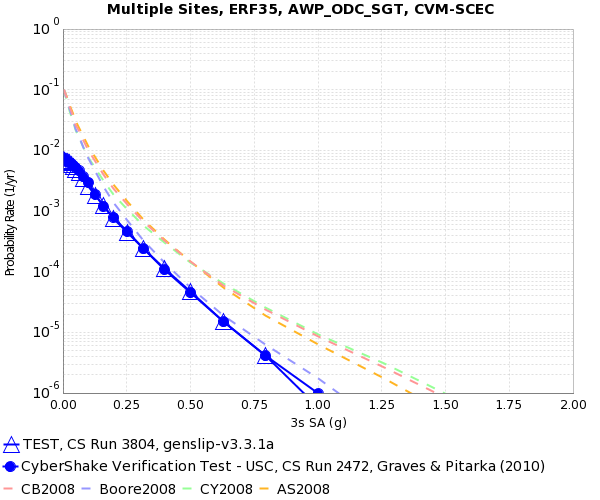 Multiple Sites, ERF35, AWP_ODC_SGT, CVM-SCEC
10^0
10^-1
10^-2
10^-3
10^-4
10^-5
10^-6
Probability Rate (1/yr)
0.00 0.25 0.50 0.75 1.00 1.25 1.50 1.75 2.00
3s SA (g)
TEST, CS Run 3804, genslip-v3.3.1a
CyberShake Verification Test - USC, CS Run 2472, Graves & Pitarka (2010)
CB2008 Boore2008 CY2008 AS2008